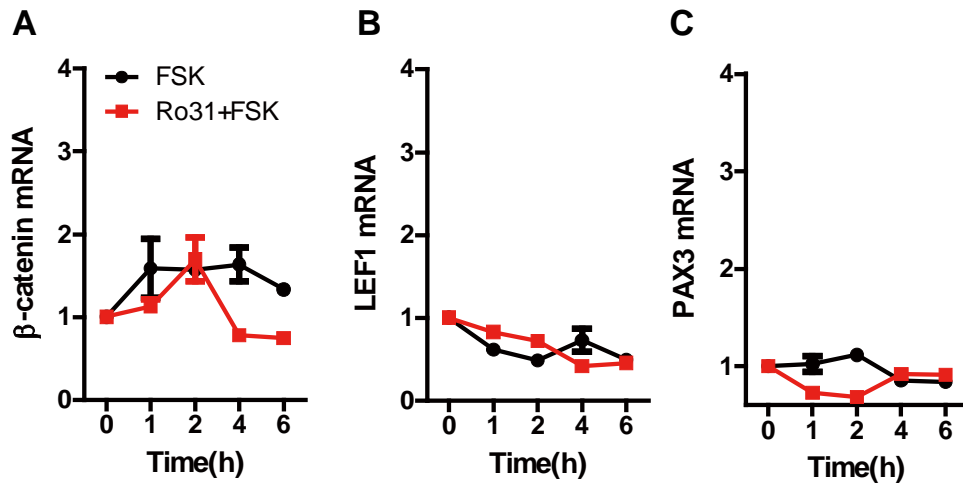 A
B
C
FSK
Ro31+FSK
β-catenin mRNA
4
3
2
1
0
0 1 2 4 6
Time(h)
LEF1 mRNA
4
3
2
1
0
0 1 2 4 6
Time(h)
PAX3 mRNA
4
3
2
1
0 1 2 4 6
Time(h)